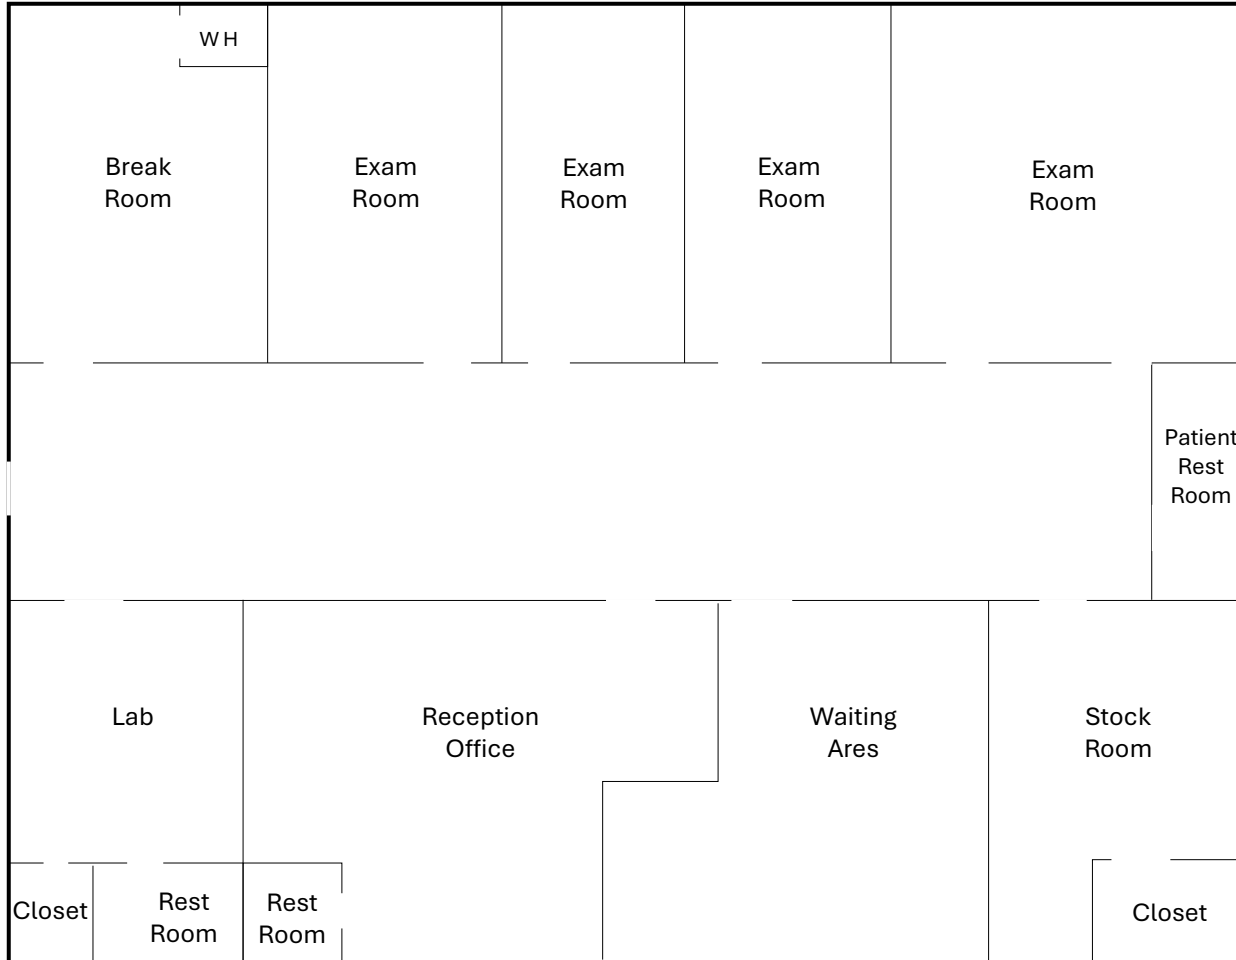 W H
Break
Room
Exam
Room
Exam
Room
Exam
Room
Exam
Room
Patient
Rest
Room
Lab
Reception
Office
Waiting
Ares
Stock
Room
Closet
Rest
Room
Rest
Room
Closet